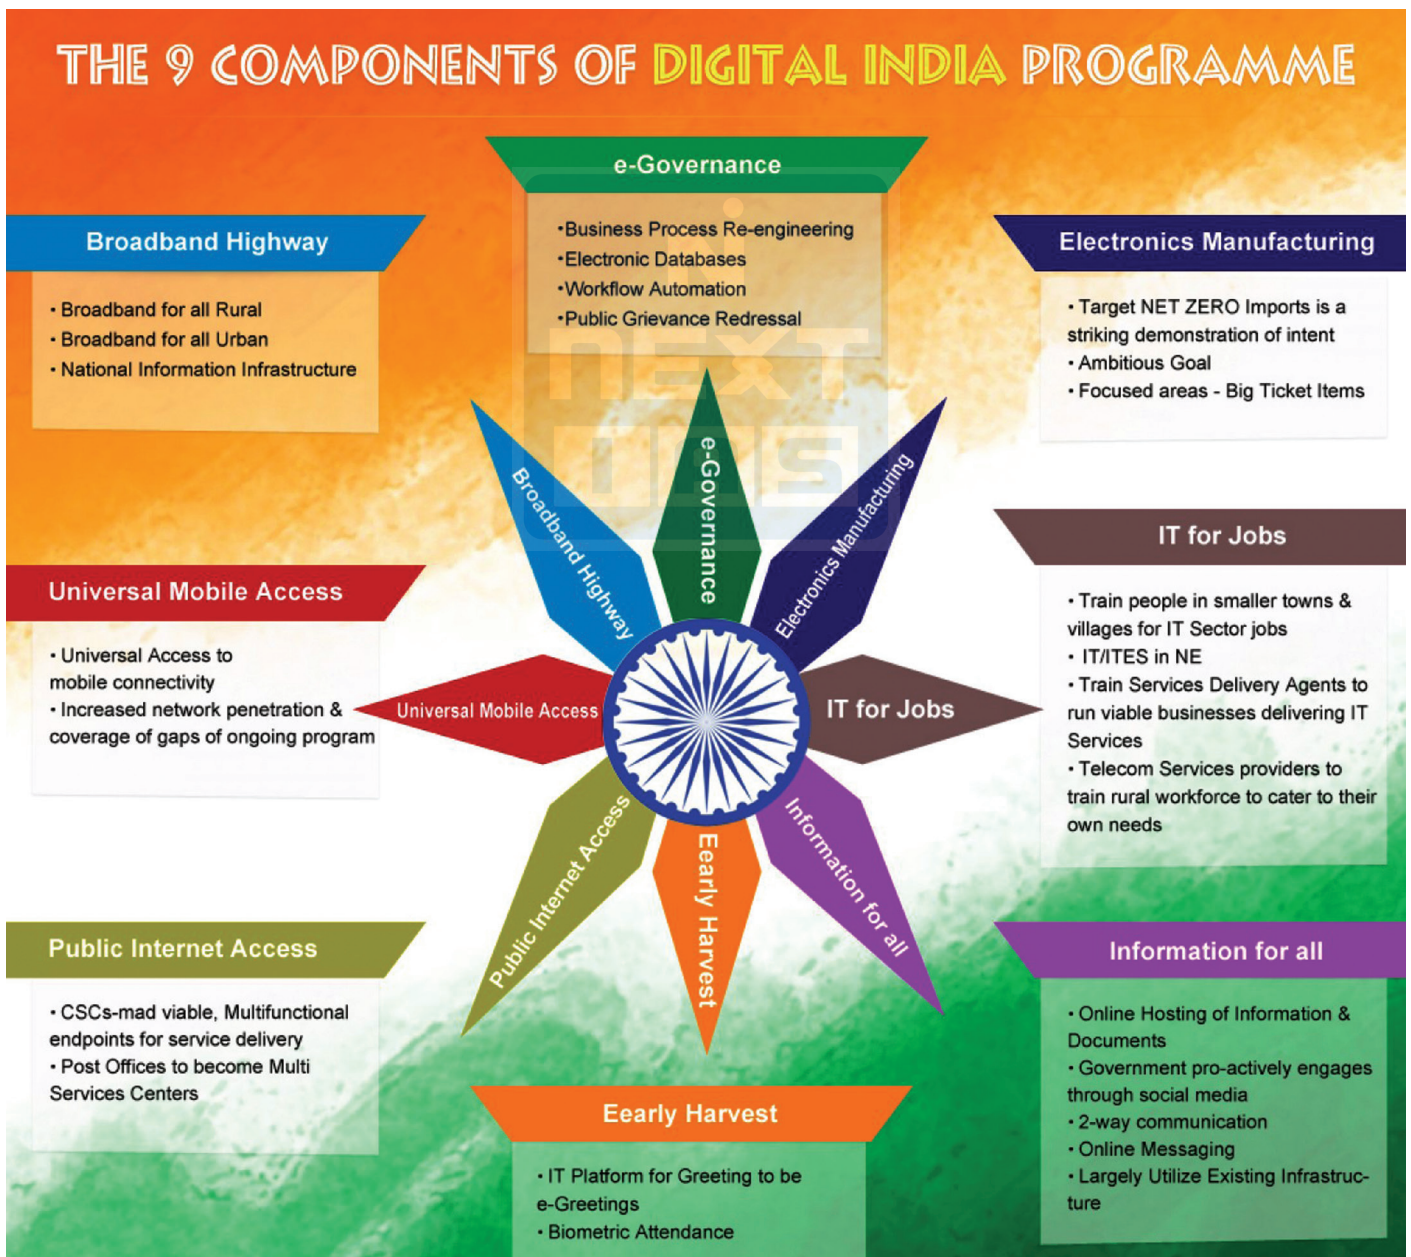 THE 9 COMPONENTS OF DIGITAL INDIA PROGRAMME
e-Governance
•Business Process Re-engineering
•Electronic Databases
•Workflow Automation
•Public Grievance Redressal
Broadband Highway
• Broadband for all Rural
• Broadband for all Urban
• National Information Infrastructure
Electronics Manufacturing
• Target NET ZERO Imports is a
striking demonstration of intent
• Ambitious Goal
• Focused areas - Big Ticket Items
Universal Mobile Access
• Universal Access to
mobile connectivity
• Increased network penetration &
coverage of gaps of ongoing program
IT for Jobs
• Train people in smaller towns &
villages for IT Sector jobs
• IT/ITES in NE
• Train Services Delivery Agents to
run viable businesses delivering IT
Services
• Telecom Services providers to
train rural workforce to cater to their
own needs
Broadband Highway
e-Governance
Electronics Manufacturing
Universal Mobile Access
IT for Jobs
Public Internet Access
Eearly Harvest
Information for all
Public Internet Access
• CSCs-mad viable, Multifunctional
endpoints for service delivery
• Post Offices to become Multi
Services Centers
Eearly Harvest
• IT Platform for Greeting to be
e-Greetings
• Biometric Attendance
Information for all
• Online Hosting of Information &
Documents
• Government pro-actively engages
through social media
• 2-way communication
• Online Messaging
• Largely Utilize Existing Infrastruc-
ture
NEXT
IAS